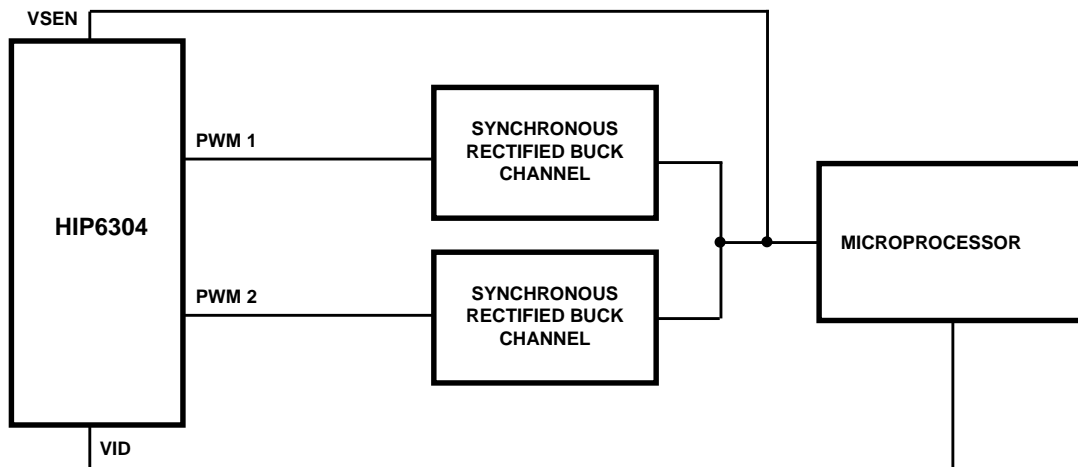 VSEN
PWM 1
SYNCHRONOUS
RECTIFIED BUCK
CHANNEL
HIP6304
MICROPROCESSOR
PWM 2
SYNCHRONOUS
RECTIFIED BUCK
CHANNEL
VID